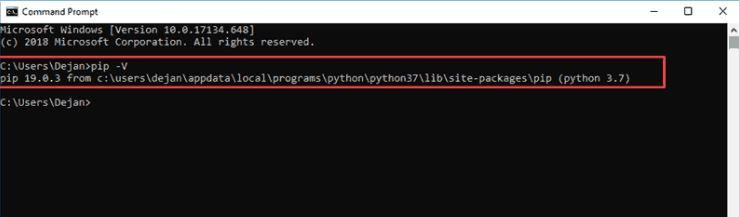 Command Prompt
Microsoft Windows [Version 10.0.17134.648]
(c) 2018 Microsoft Corporation. All rights reserved.
C:\Users\Dejan>pip -V
pip 19.0.3 from c:\users\dejan\appdata\local\programs\python\python37\lib\site-packages\pip (python 3.7)
C:\Users\Dejan>